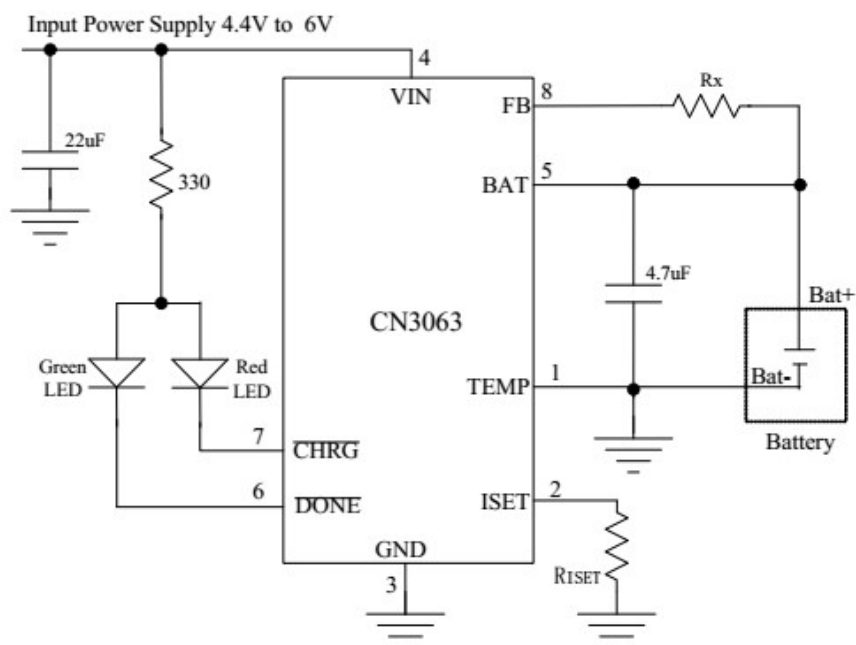 Input Power Supply 4.4V to 6V
4
VIN
22uF
330
FB
8
Rx
BAT
5
4.7uF
CN3063
Bat+
Bat-
Battery
Green
LED
Red
LED
TEMP
1
7
CHRG
6
DONE
ISET
2
RISET
GND
3